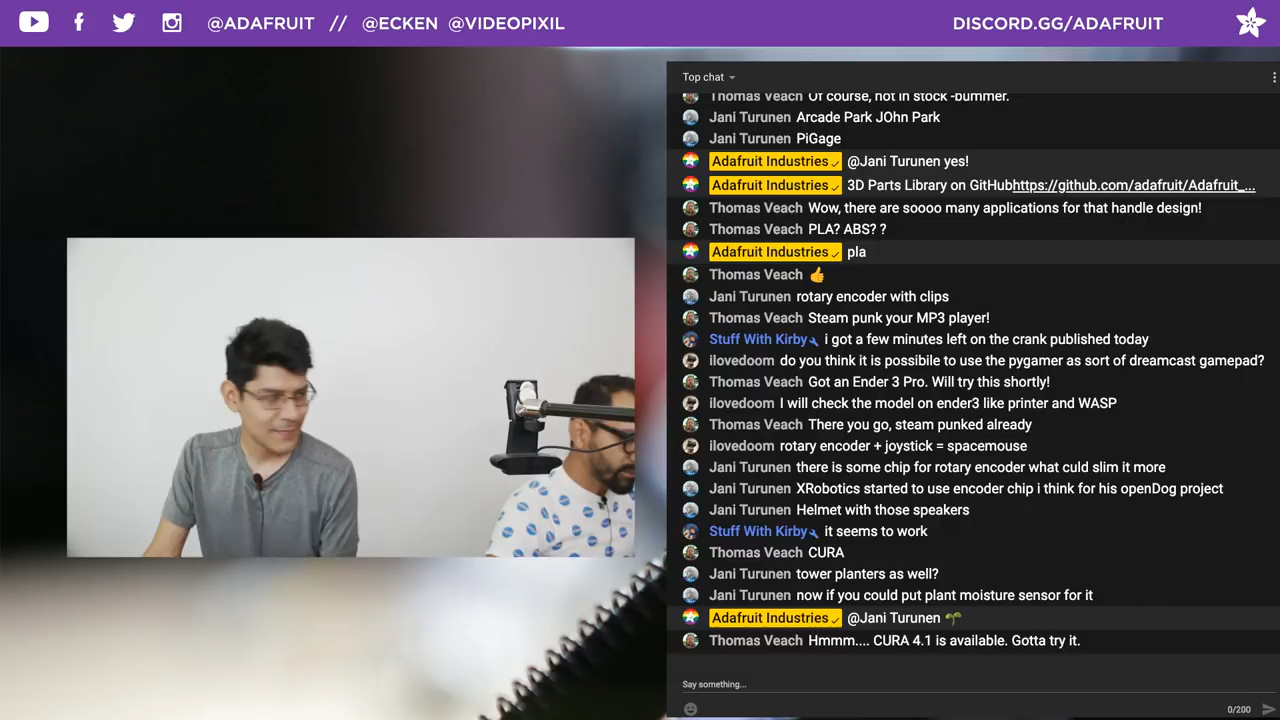 @ADAFRUIT // @ECKEN @VIDEOPIXIL
DISCORD.GG/ADAFRUIT
Top chat
Thomas Veach Of course, not in stock -bummer.
Jani Turunen Arcade Park JOhn Park
Jani Turunen PiGage
Adafruit Industries @Jani Turunen yes!
Adafruit Industries 3D Parts Library on GitHubhttps://github.com/adafruit/Adafruit_...
Thomas Veach Wow, there are soooo many applications for that handle design!
Thomas Veach PLA? ABS? ?
Adafruit Industries pla
Thomas Veach 👍
Jani Turunen rotary encoder with clips
Thomas Veach Steam punk your MP3 player!
Stuff With Kirby i got a few minutes left on the crank published today
ilovedoom do you think it is possibile to use the pygamer as sort of dreamcast gamepad?
Thomas Veach Got an Ender 3 Pro. Will try this shortly!
ilovedoom I will check the model on ender3 like printer and WASP
Thomas Veach There you go, steam punked already
ilovedoom rotary encoder + joystick = spacemouse
Jani Turunen there is some chip for rotary encoder what culd slim it more
Jani Turunen XRobotics started to use encoder chip i think for his openDog project
Jani Turunen Helmet with those speakers
Stuff With Kirby it seems to work
Thomas Veach CURA
Jani Turunen tower planters as well?
Jani Turunen now if you could put plant moisture sensor for it
Adafruit Industries @Jani Turunen 🌱
Thomas Veach Hmmm.... CURA 4.1 is available. Gotta try it.
Say something...
0/200